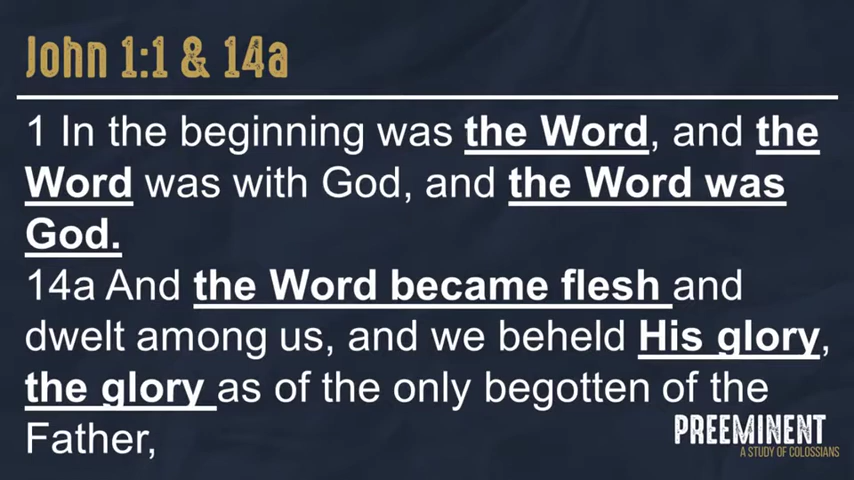 John 1:1 & 14a
1 In the beginning was the Word, and the
Word was with God, and the Word was
God.
14a And the Word became flesh and
dwelt among us, and we beheld His glory,
the glory as of the only begotten of the
Father,
PREEMINENT
A STUDY OF COLOSSIANS